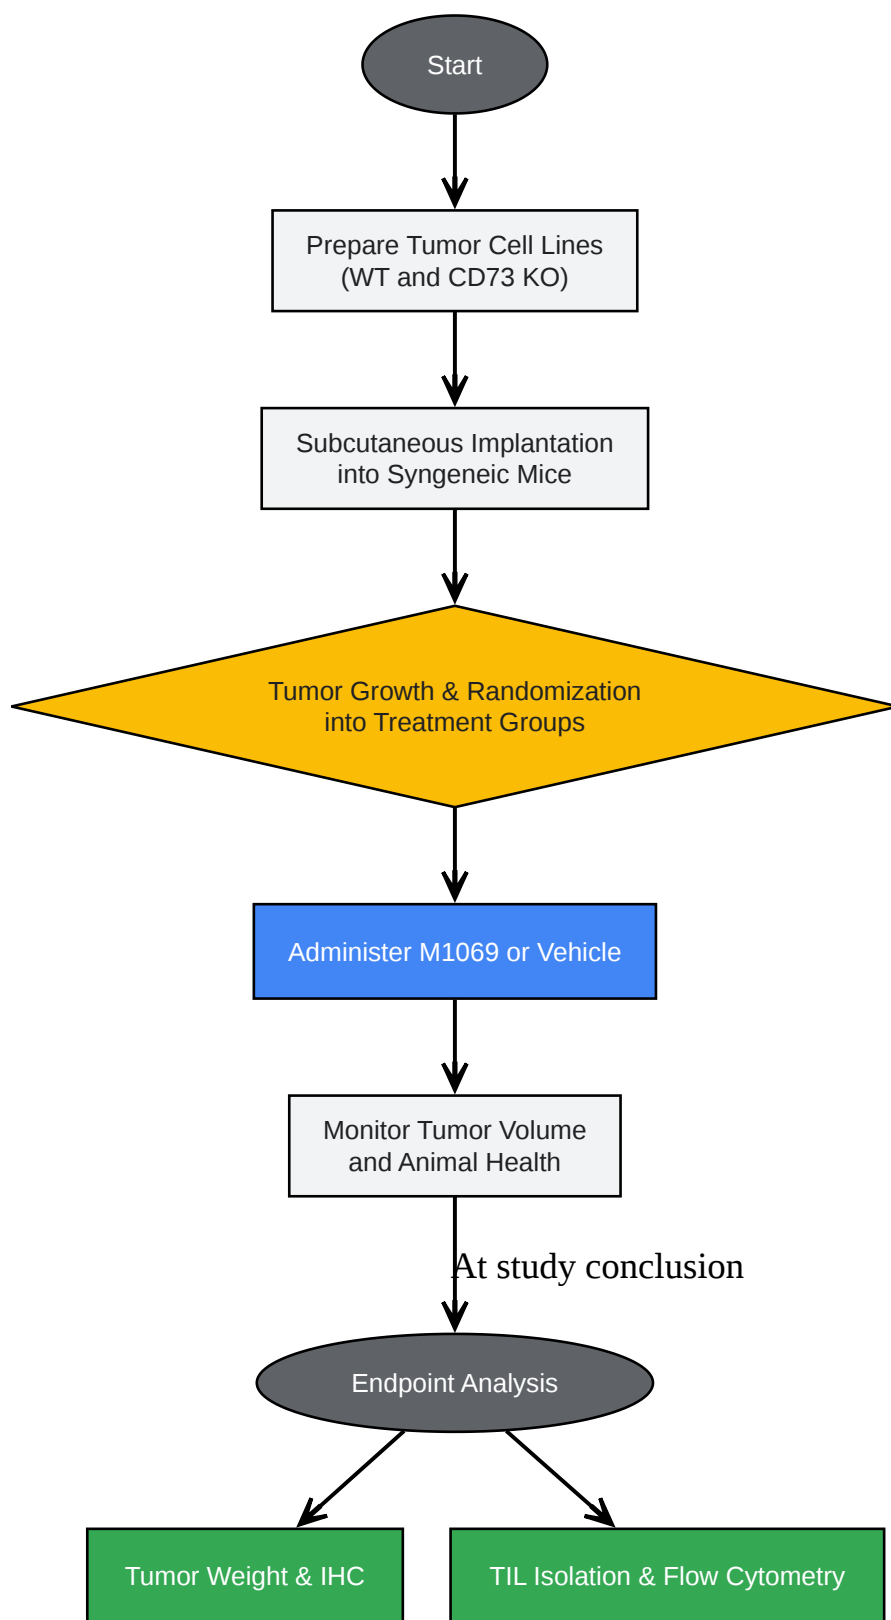 Start
Prepare Tumor Cell Lines
(WT and CD73 KO)
Subcutaneous Implantation
into Syngeneic Mice
Tumor Growth & Randomization
into Treatment Groups
Administer M1069 or Vehicle
Monitor Tumor Volume
and Animal Health
At study conclusion
Endpoint Analysis
Tumor Weight & IHC
TIL Isolation & Flow Cytometry